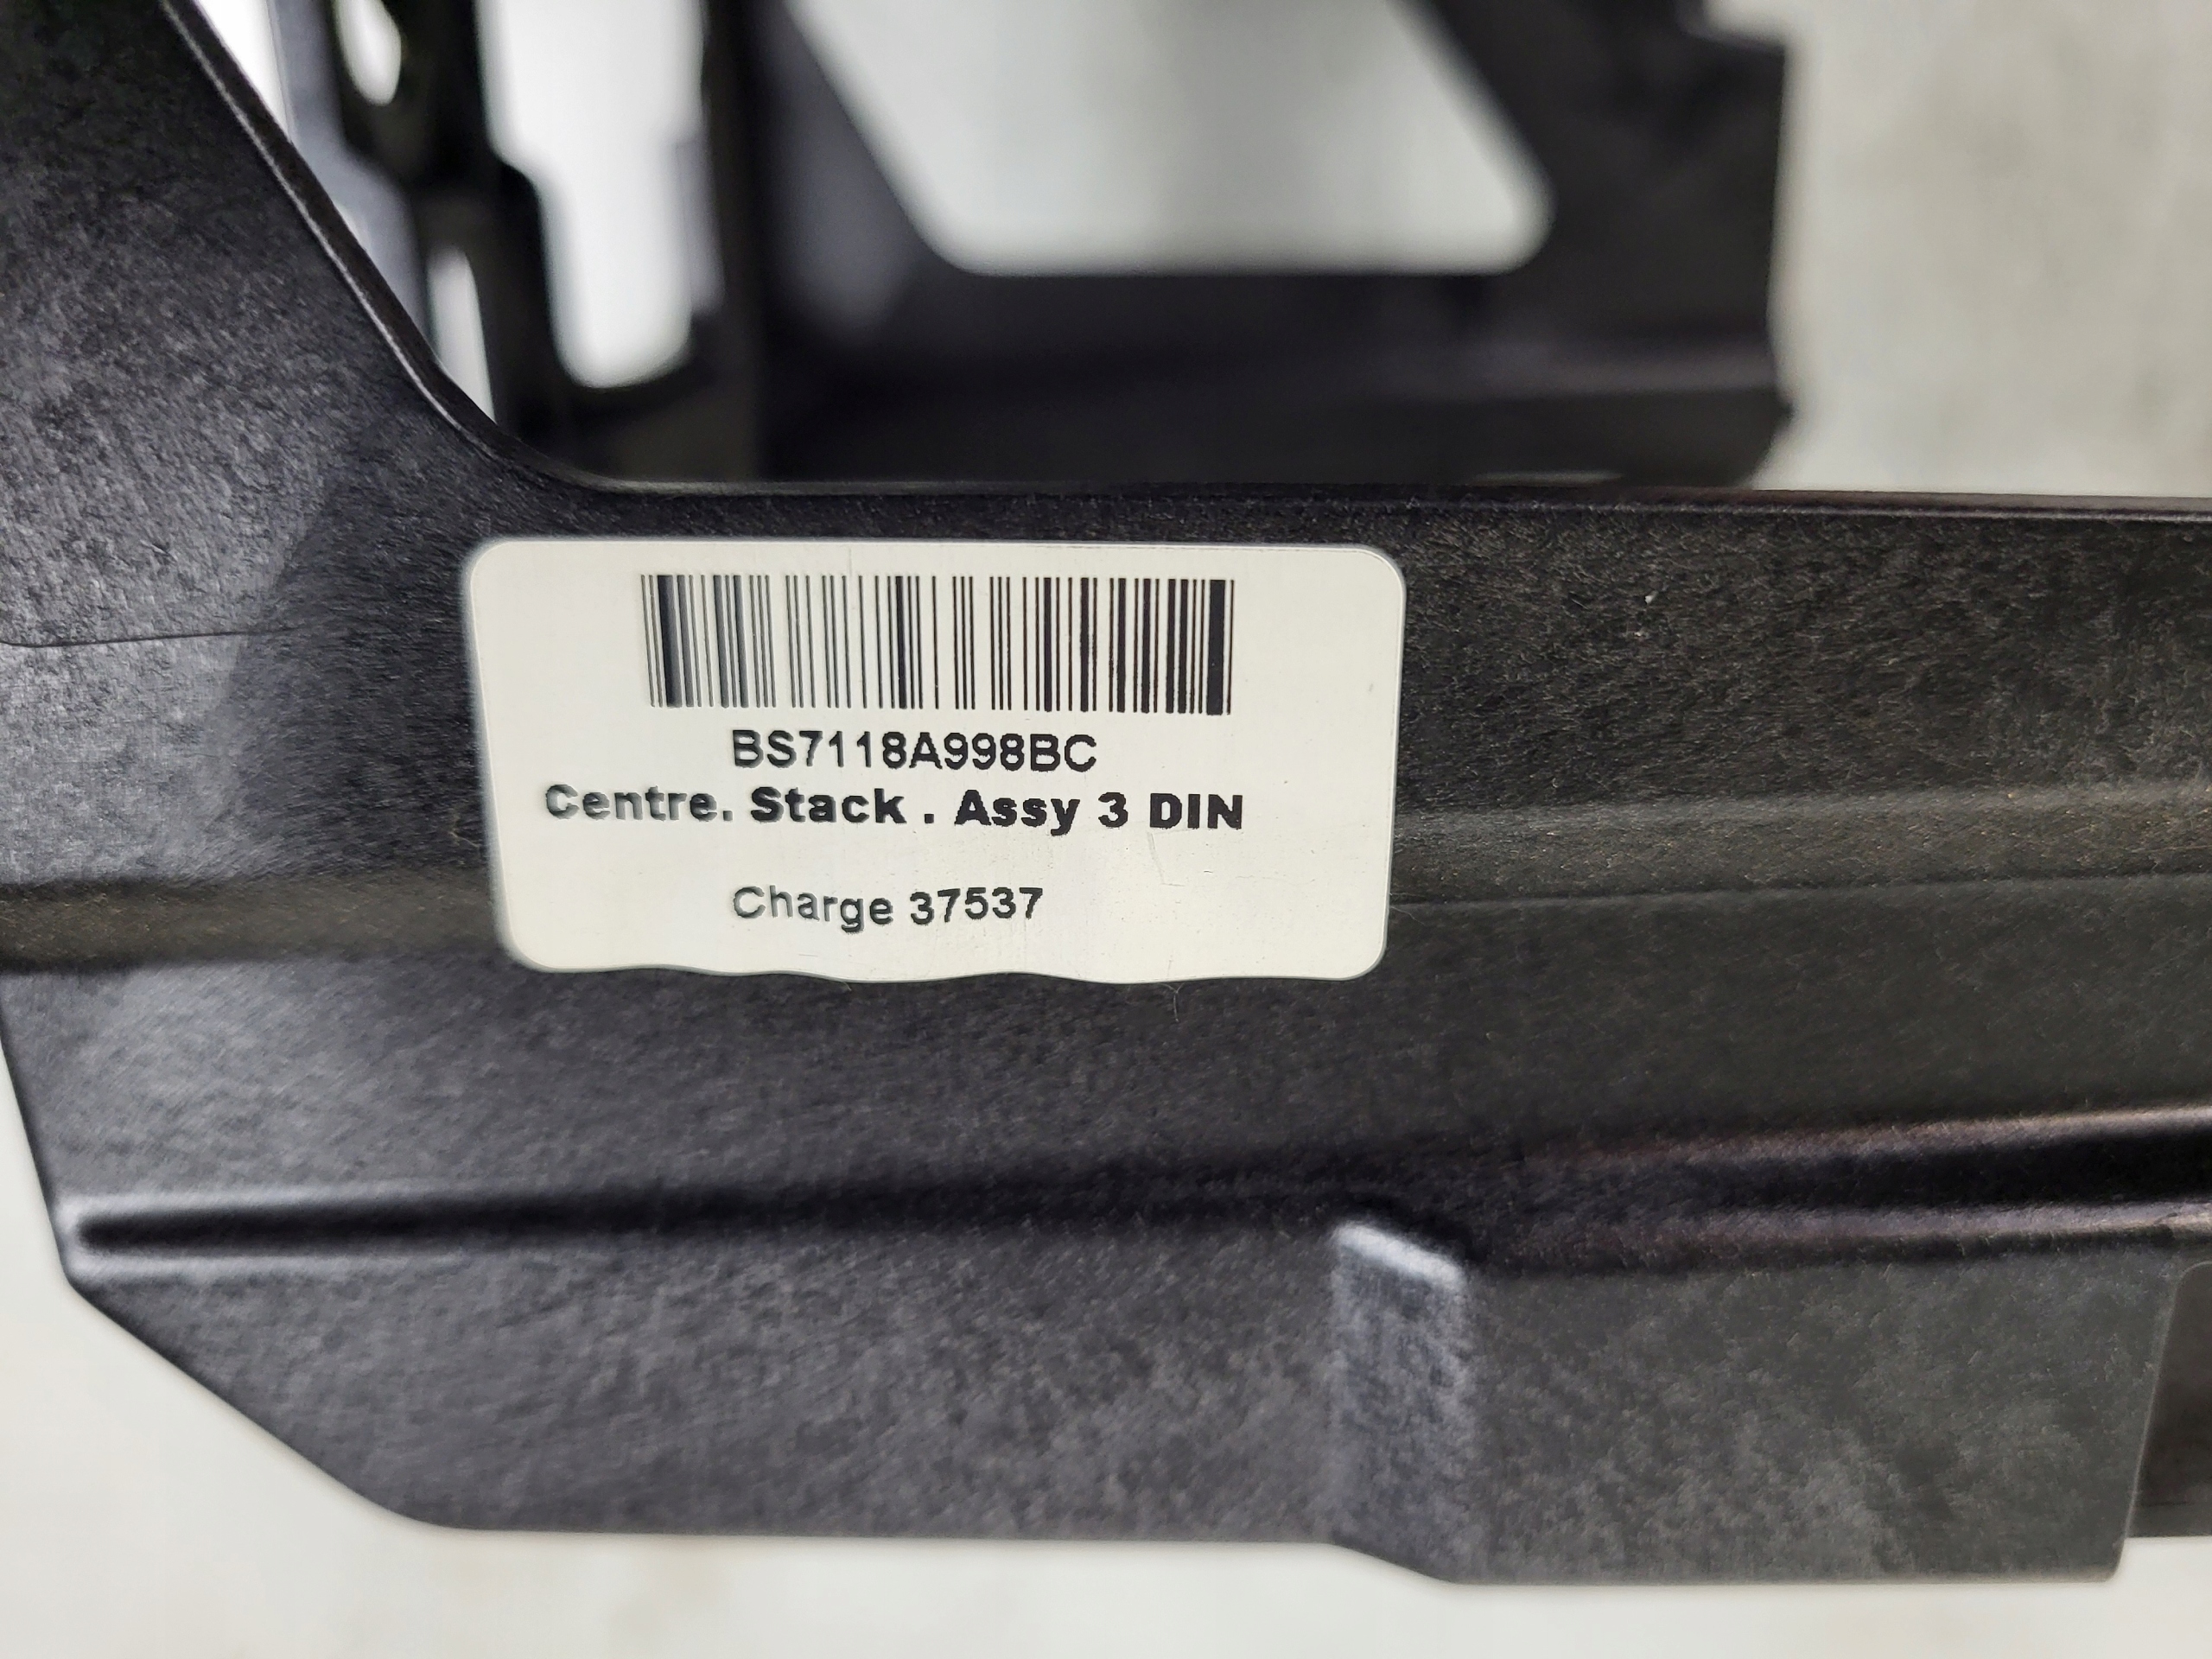 BS7118A998BC
Centre. Stack . Assy 3 DIN
Charge 37537